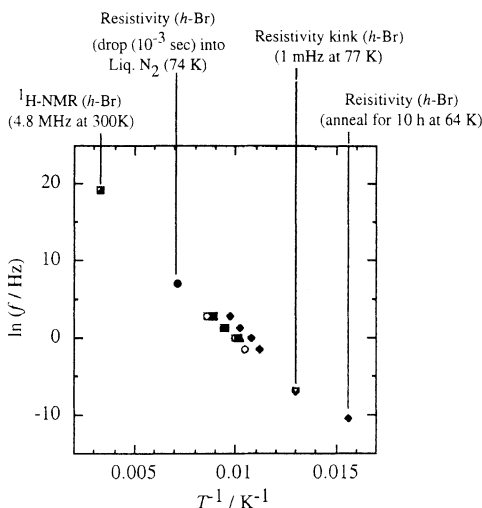 Resistivity (h-Br)
(drop (10⁻³ sec) into
Liq. N₂ (74 K)
Resistivity kink (h-Br)
(1 mHz at 77 K)
¹H-NMR (h-Br)
(4.8 MHz at 300K)
Reisitivity (h-Br)
(anneal for 10 h at 64 K)
20
10
0
-10
ln (f / Hz)
0.005
0.01
0.015
T⁻¹ / K⁻¹